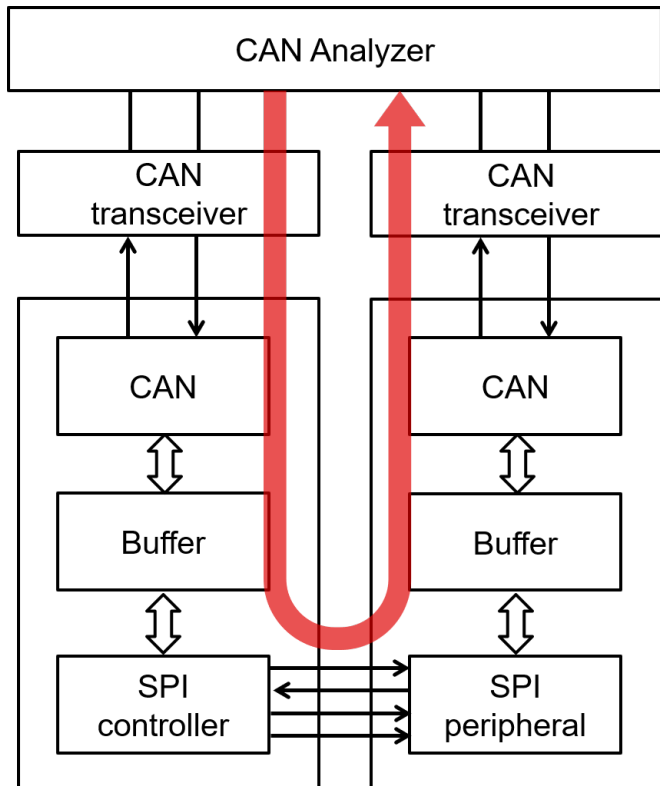 CAN Analyzer
CAN
transceiver
CAN
transceiver
CAN
CAN
Buffer
Buffer
SPI
controller
SPI
peripheral